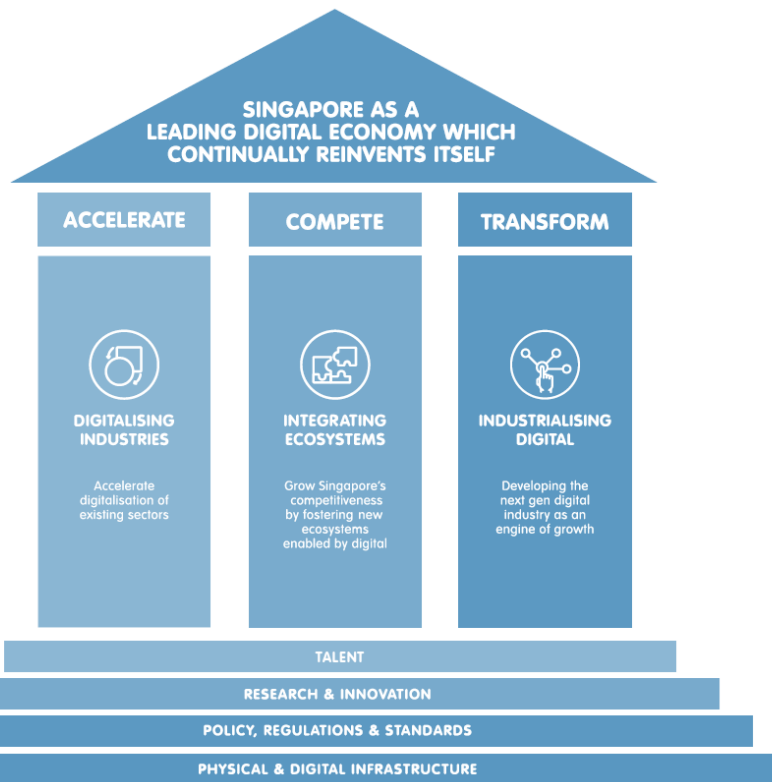 SINGAPORE AS A
LEADING DIGITAL ECONOMY WHICH
CONTINUALLY REINVENTS ITSELF
ACCELERATE
COMPETE
TRANSFORM
DIGITALISING
INDUSTRIES
Accelerate
digitalisation of
existing sectors
INTEGRATING
ECOSYSTEMS
Grow Singapore's
competitiveness
by fostering new
ecosystems
enabled by digital
INDUSTRIALISING
DIGITAL
Developing the
next gen digital
industry as an
engine of growth
TALENT
RESEARCH & INNOVATION
POLICY, REGULATIONS & STANDARDS
PHYSICAL & DIGITAL INFRASTRUCTURE